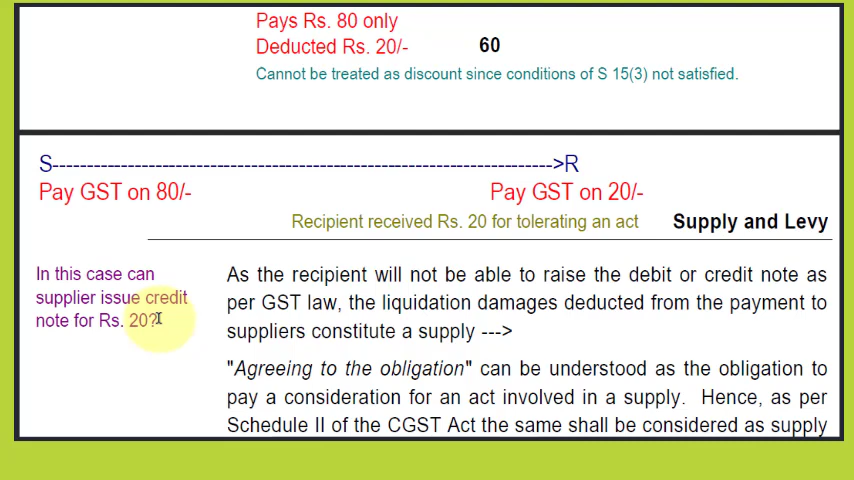 Pays Rs. 80 only
Deducted Rs. 20/- 60
Cannot be treated as discount since conditions of S 15(3) not satisfied.
S--------------------------------------------------------------------------->R
Pay GST on 80/- Pay GST on 20/-
Recipient received Rs. 20 for tolerating an act Supply and Levy
In this case can
supplier issue credit
note for Rs. 20?
As the recipient will not be able to raise the debit or credit note as
per GST law, the liquidation damages deducted from the payment to
suppliers constitute a supply --->
"Agreeing to the obligation" can be understood as the obligation to
pay a consideration for an act involved in a supply. Hence, as per
Schedule II of the CGST Act the same shall be considered as supply